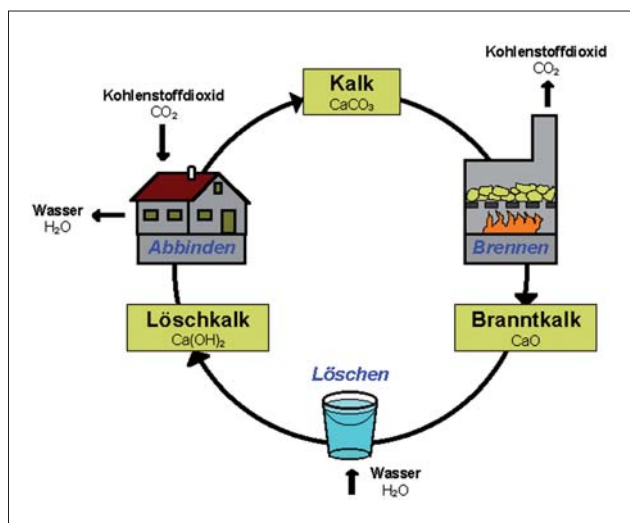 Kohlenstoffdioxid
CO₂
Kalk
CaCO₃
Kohlenstoffdioxid
CO₂
Wasser
H₂O
Abbinden
Brennen
Löschkalk
Ca(OH)₂
Branntkalk
CaO
Löschen
Wasser
H₂O